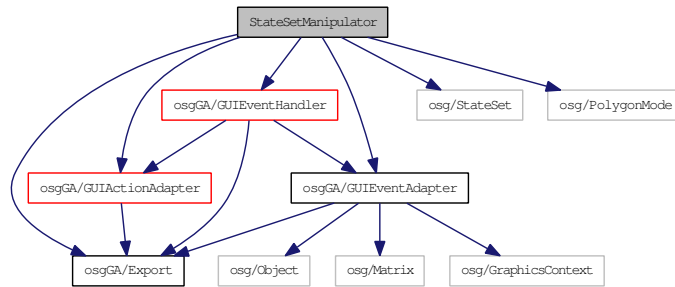 StateSetManipulator
osgGA/GUIEventHandler
osg/StateSet
osg/PolygonMode
osgGA/GUIActionAdapter
osgGA/GUIEventAdapter
osgGA/Export
osg/Object
osg/Matrix
osg/GraphicsContext